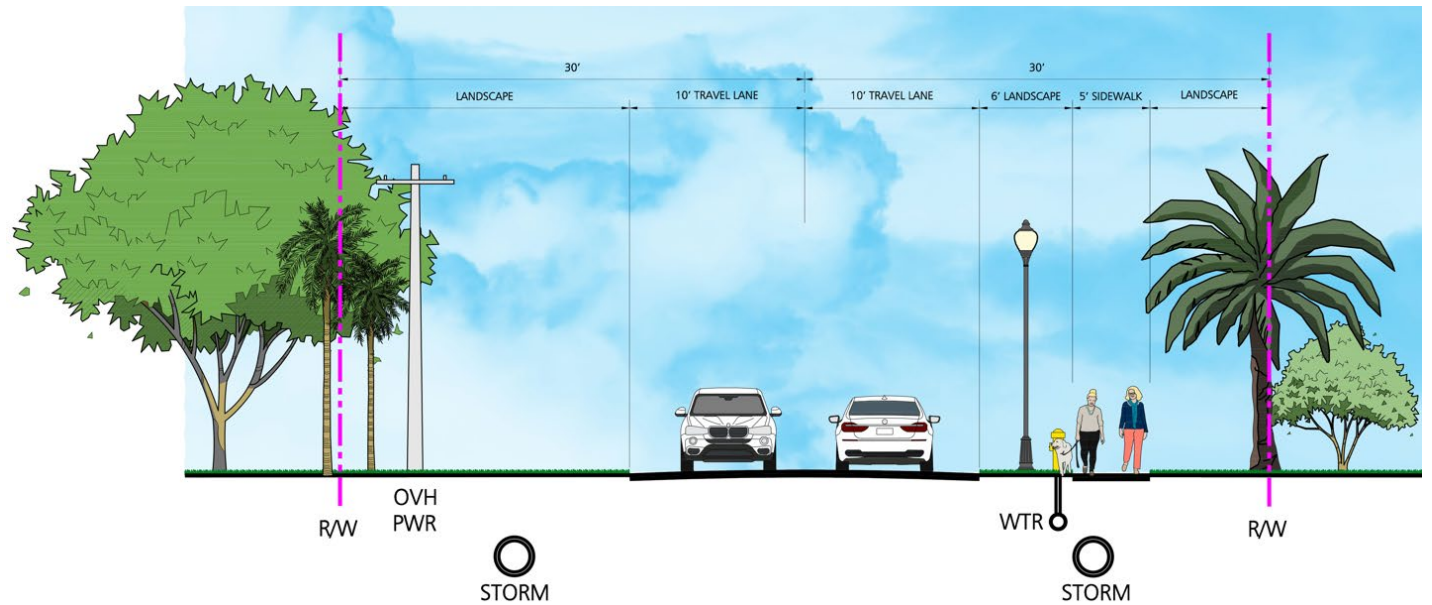 30'
30'
LANDSCAPE
10' TRAVEL LANE
10' TRAVEL LANE
6' LANDSCAPE
5' SIDEWALK
LANDSCAPE
OVH
PWR
R/W
WTR
R/W
STORM
STORM